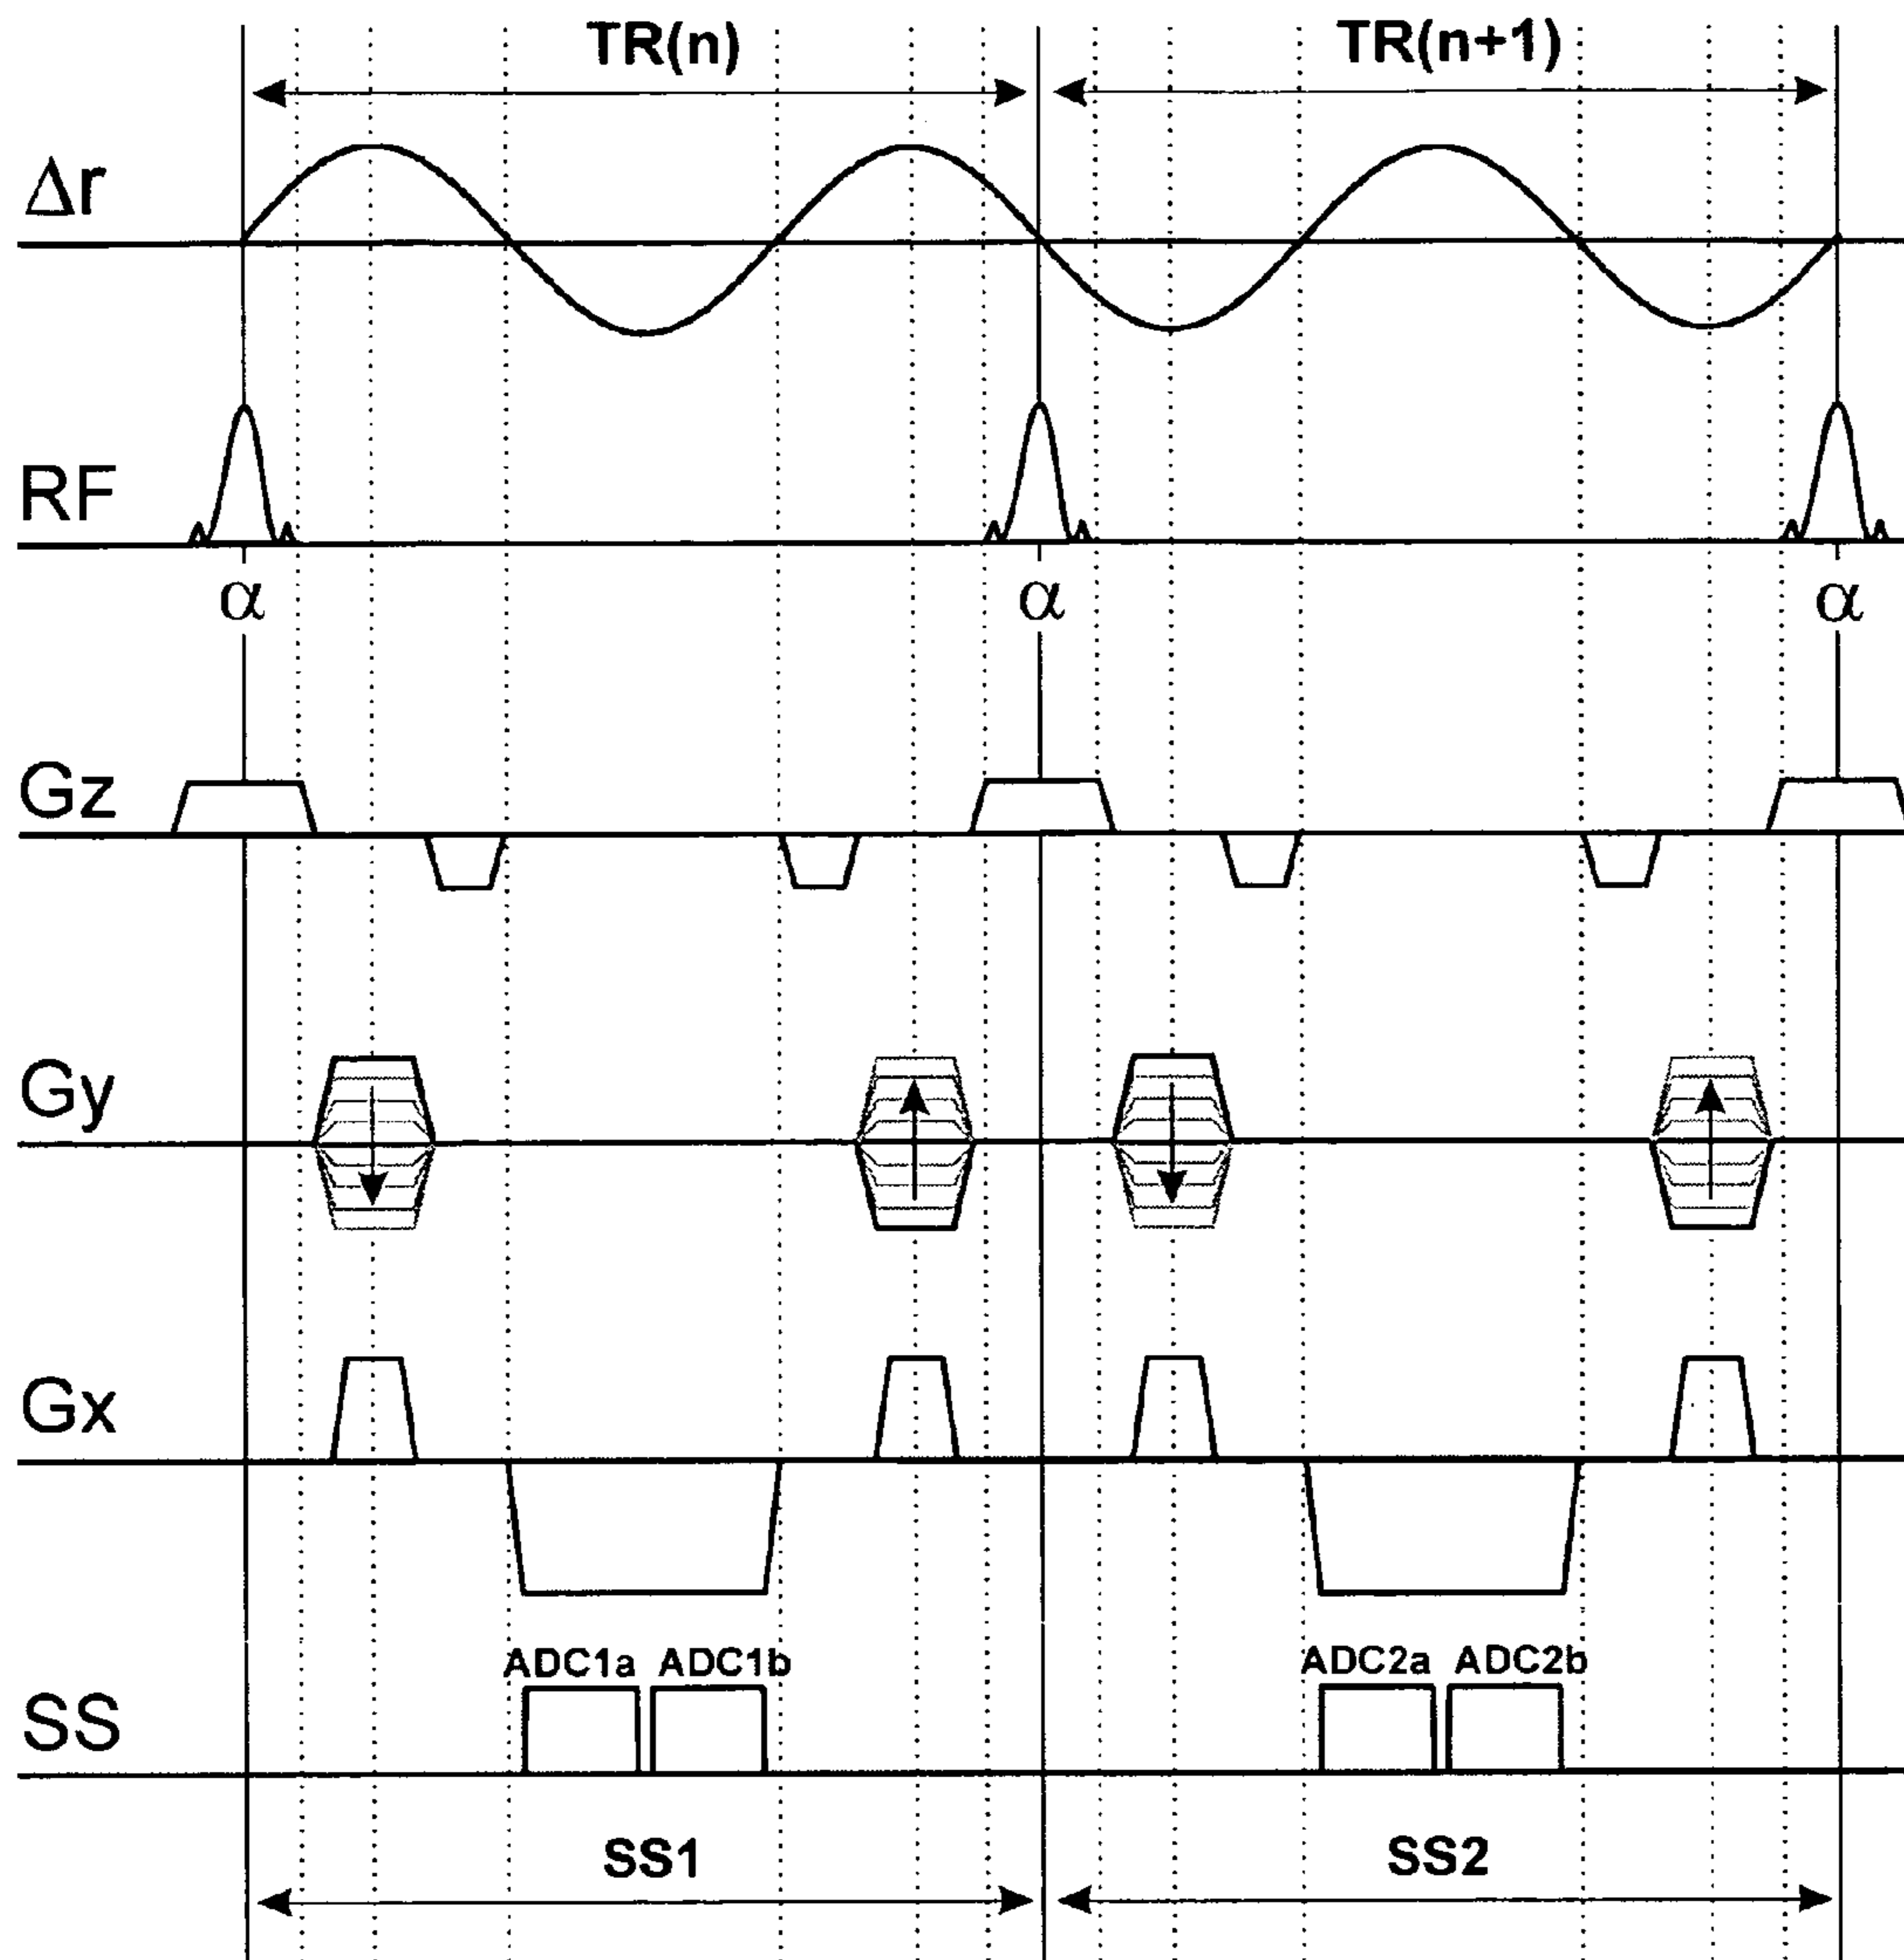 TR(n) TR(n+1)
Δr
RF
α α α
Gz
Gy
Gx
ADC1a ADC1b ADC2a ADC2b
SS
SS1 SS2